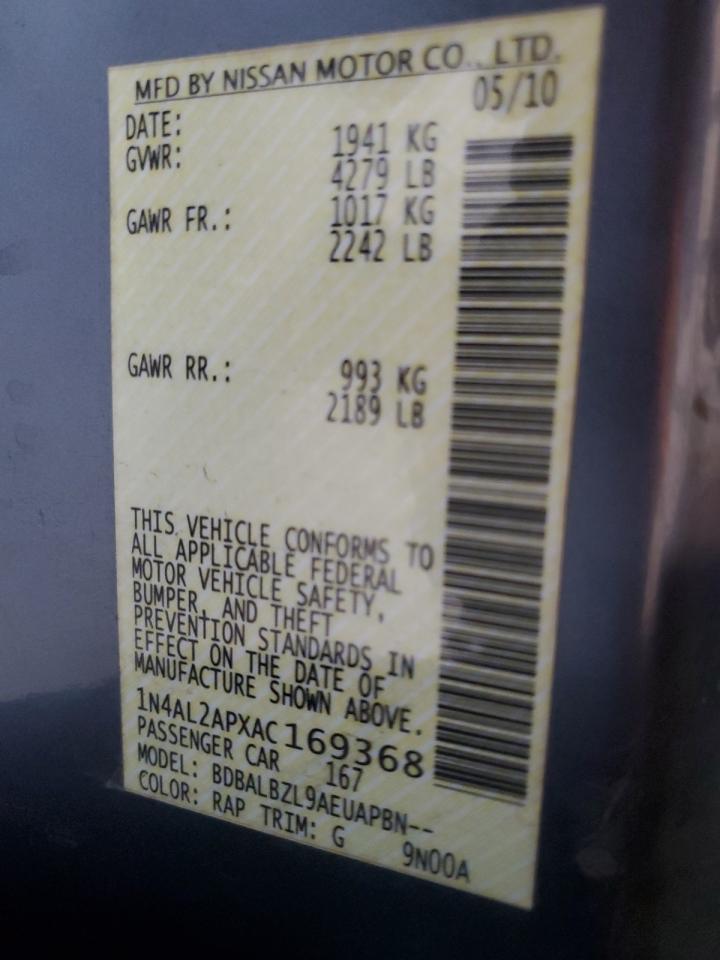 MFD BY NISSAN MOTOR CO., LTD.
DATE: 05/10
GVWR: 1941 KG
4279 LB
GAWR FR.: 1017 KG
2242 LB
GAWR RR.: 993 KG
2189 LB
THIS VEHICLE CONFORMS TO
ALL APPLICABLE FEDERAL
MOTOR VEHICLE SAFETY,
BUMPER, AND THEFT
PREVENTION STANDARDS IN
EFFECT ON THE DATE OF
MANUFACTURE SHOWN ABOVE.
1N4AL2APXAC169368
PASSENGER CAR 167
MODEL: BDBALBZL9AEUAPBN--
COLOR: RAP TRIM: G 9N00A